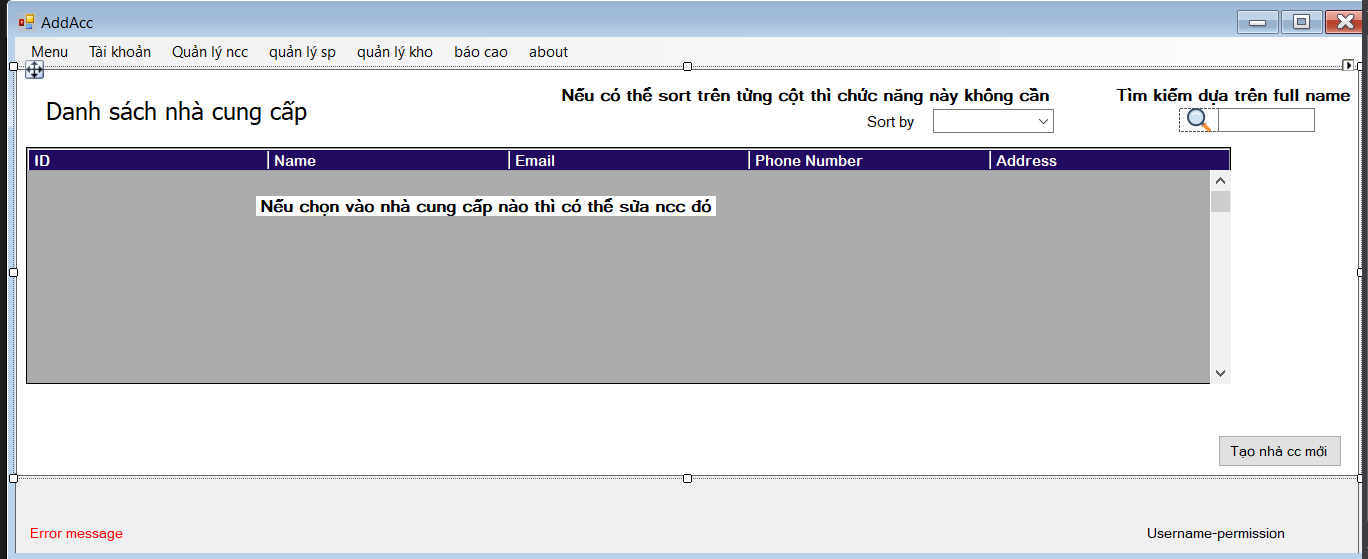 AddAcc
Menu Tài khoản Quản lý ncc quản lý sp quản lý kho báo cao about
Nếu có thể sort trên từng cột thì chức năng này không cần
Tìm kiếm dựa trên full name
Danh sách nhà cung cấp
Sort by
ID Name Email Phone Number Address
Nếu chọn vào nhà cung cấp nào thì có thể sửa ncc đó
Tạo nhà cc mới
Error message
Username-permission